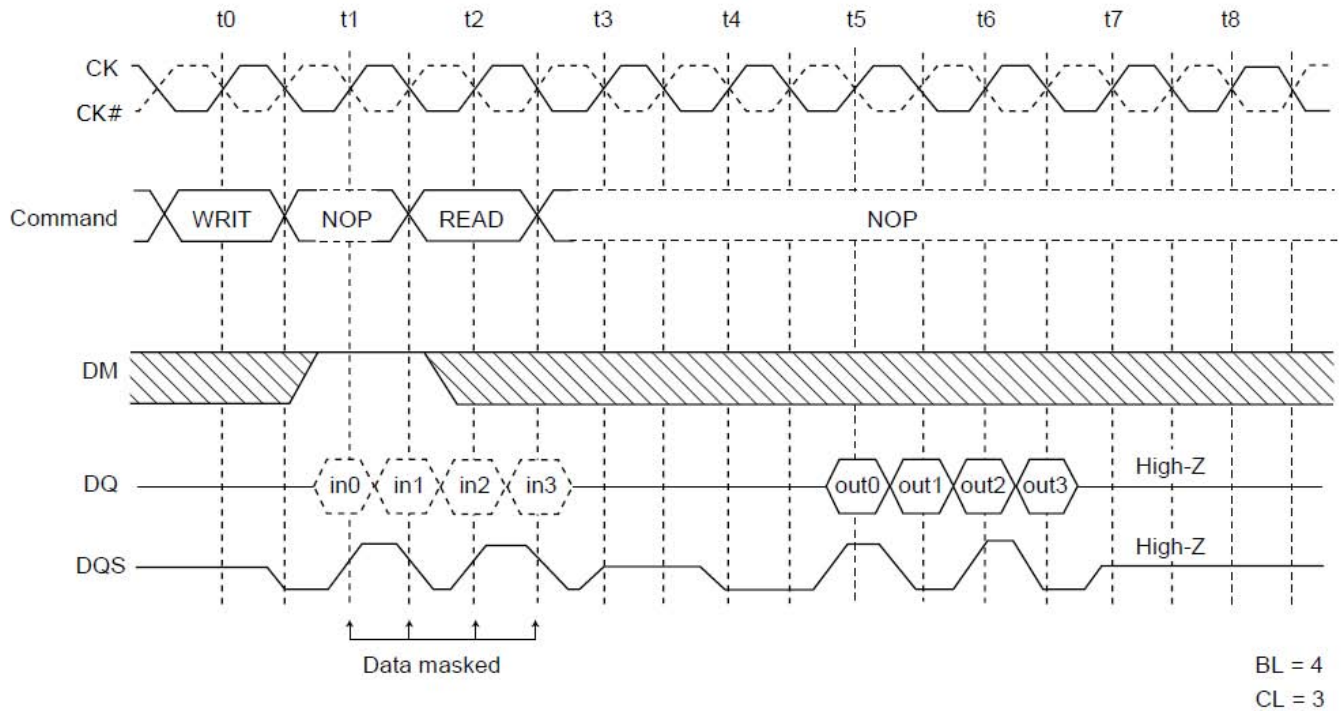 t0 t1 t2 t3 t4 t5 t6 t7 t8
CK
CK#
Command WRIT NOP READ NOP
DM
DQ in0 in1 in2 in3 out0 out1 out2 out3 High-Z
DQS High-Z
Data masked
BL = 4
CL = 3